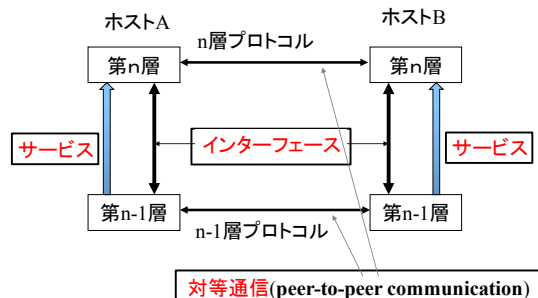 ホストA
ホストB
n層プロトコル
第n層
第n層
サービス
インターフェース
サービス
第n-1層
第n-1層
n-1層プロトコル
対等通信(peer-to-peer communication)